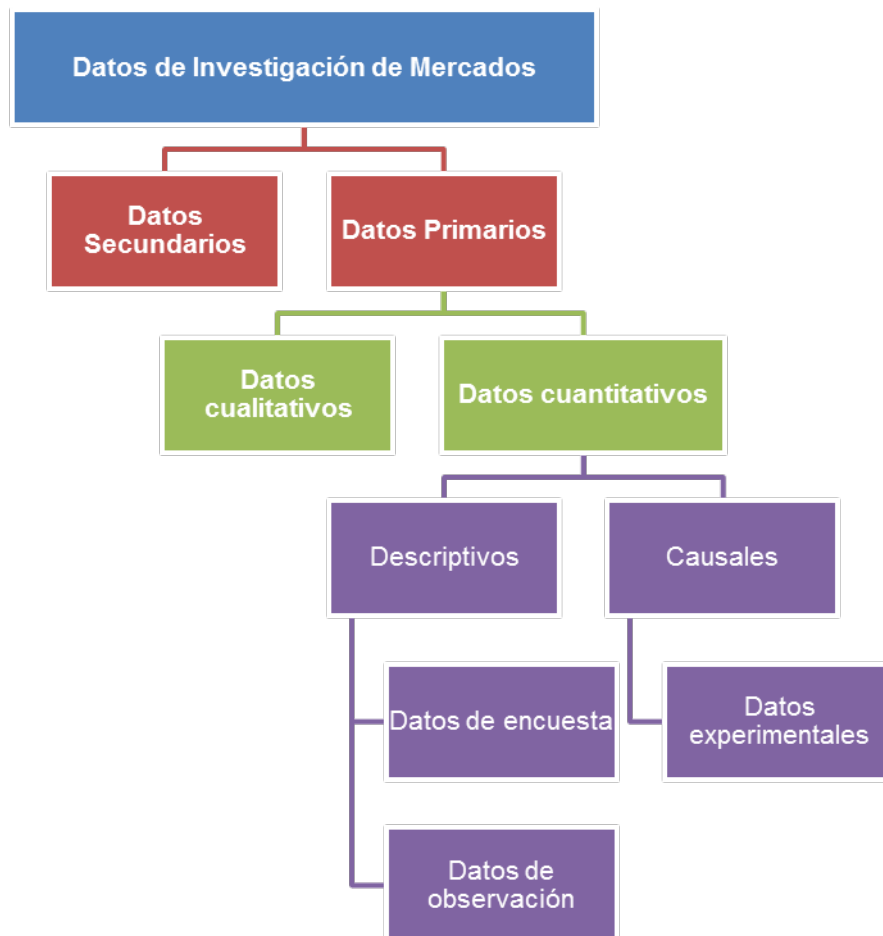 Datos de Investigación de Mercados
Datos
Secundarios
Datos Primarios
Datos
cualitativos
Datos cuantitativos
Descriptivos
Causales
Datos de encuesta
Datos
experimentales
Datos de
observación